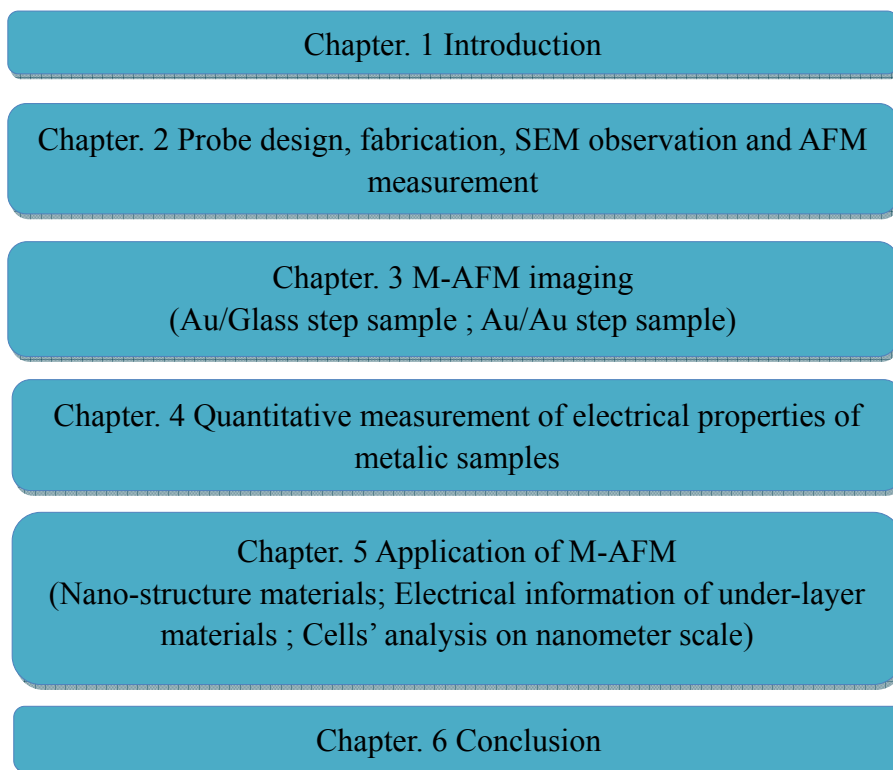 Chapter. 1 Introduction
Chapter. 2 Probe design, fabrication, SEM observation and AFM
measurement
Chapter. 3 M-AFM imaging
(Au/Glass step sample ; Au/Au step sample)
Chapter. 4 Quantitative measurement of electrical properties of
metalic samples
Chapter. 5 Application of M-AFM
(Nano-structure materials; Electrical information of under-layer
materials ; Cells’ analysis on nanometer scale)
Chapter. 6 Conclusion